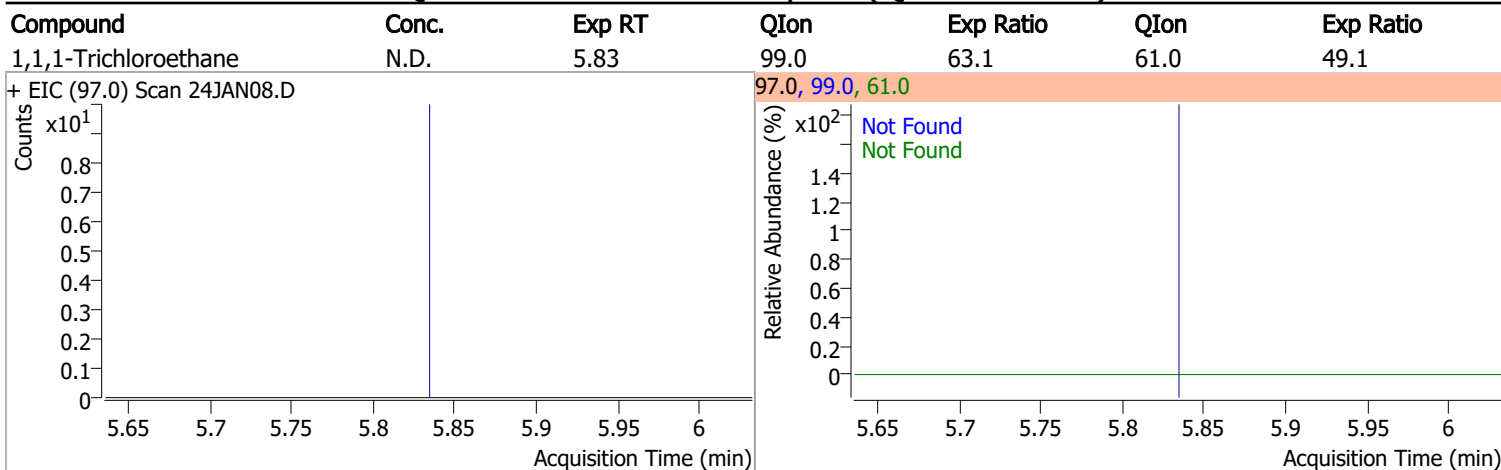 Compound Conc. Exp RT QIon Exp Ratio QIon Exp Ratio
1,1,1-Trichloroethane N.D. 5.83 99.0 63.1 61.0 49.1
+ EIC (97.0) Scan 24JAN08.D
Counts
x10¹
0.8
0.7
0.6
0.5
0.4
0.3
0.2
0.1
0
5.65 5.7 5.75 5.8 5.85 5.9 5.95 6
Acquisition Time (min)
97.0, 99.0, 61.0
Relative Abundance (%)
x10²
Not Found
Not Found
1.4
1.2
1
0.8
0.6
0.4
0.2
0
5.65 5.7 5.75 5.8 5.85 5.9 5.95 6
Acquisition Time (min)